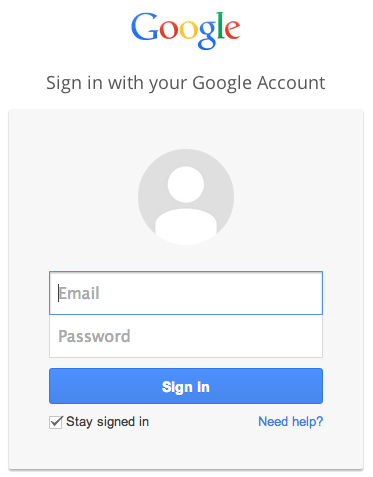 Google
Sign in with your Google Account
Email
Password
Sign in
Stay signed in
Need help?